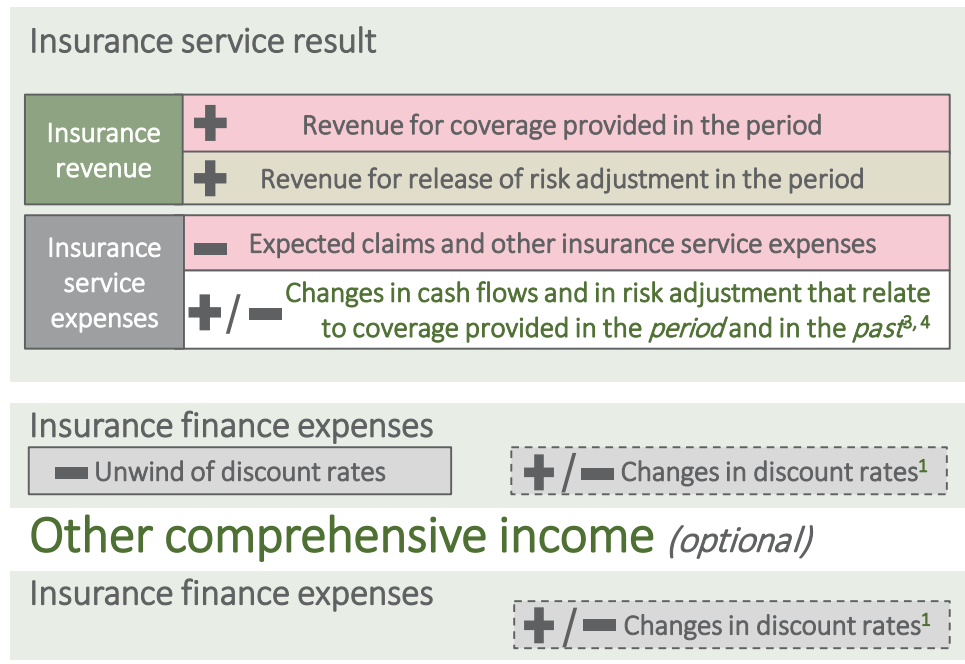 Insurance service result
Insurance
revenue
+ Revenue for coverage provided in the period
+ Revenue for release of risk adjustment in the period
Insurance
service
expenses
− Expected claims and other insurance service expenses
+/− Changes in cash flows and in risk adjustment that relate
to coverage provided in the period and in the past3, 4
Insurance finance expenses
− Unwind of discount rates
+/− Changes in discount rates1
Other comprehensive income (optional)
Insurance finance expenses
+/− Changes in discount rates1